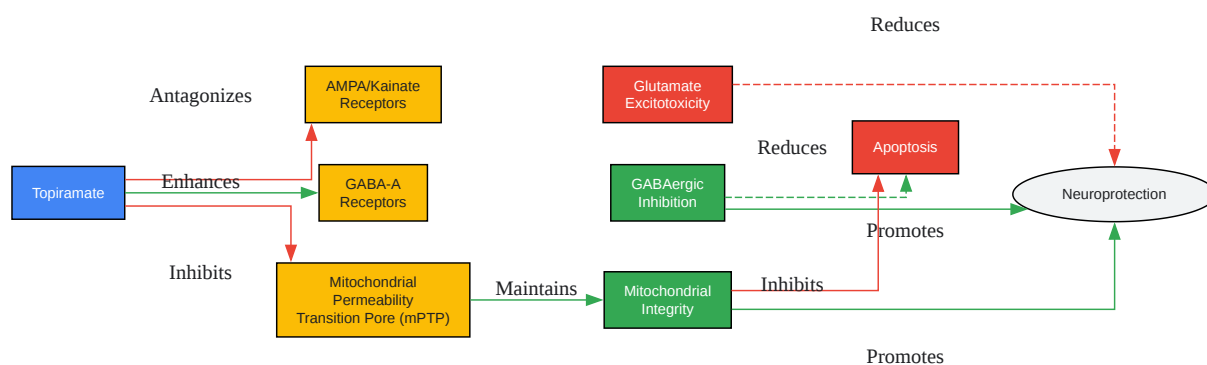 Reduces
Antagonizes
AMPA/Kainate
Receptors
Glutamate
Excitotoxicity
Reduces
Apoptosis
Topiramate
Enhances
GABA-A
Receptors
GABAergic
Inhibition
Neuroprotection
Promotes
Inhibits
Mitochondrial
Permeability
Transition Pore (mPTP)
Maintains
Mitochondrial
Integrity
Inhibits
Promotes